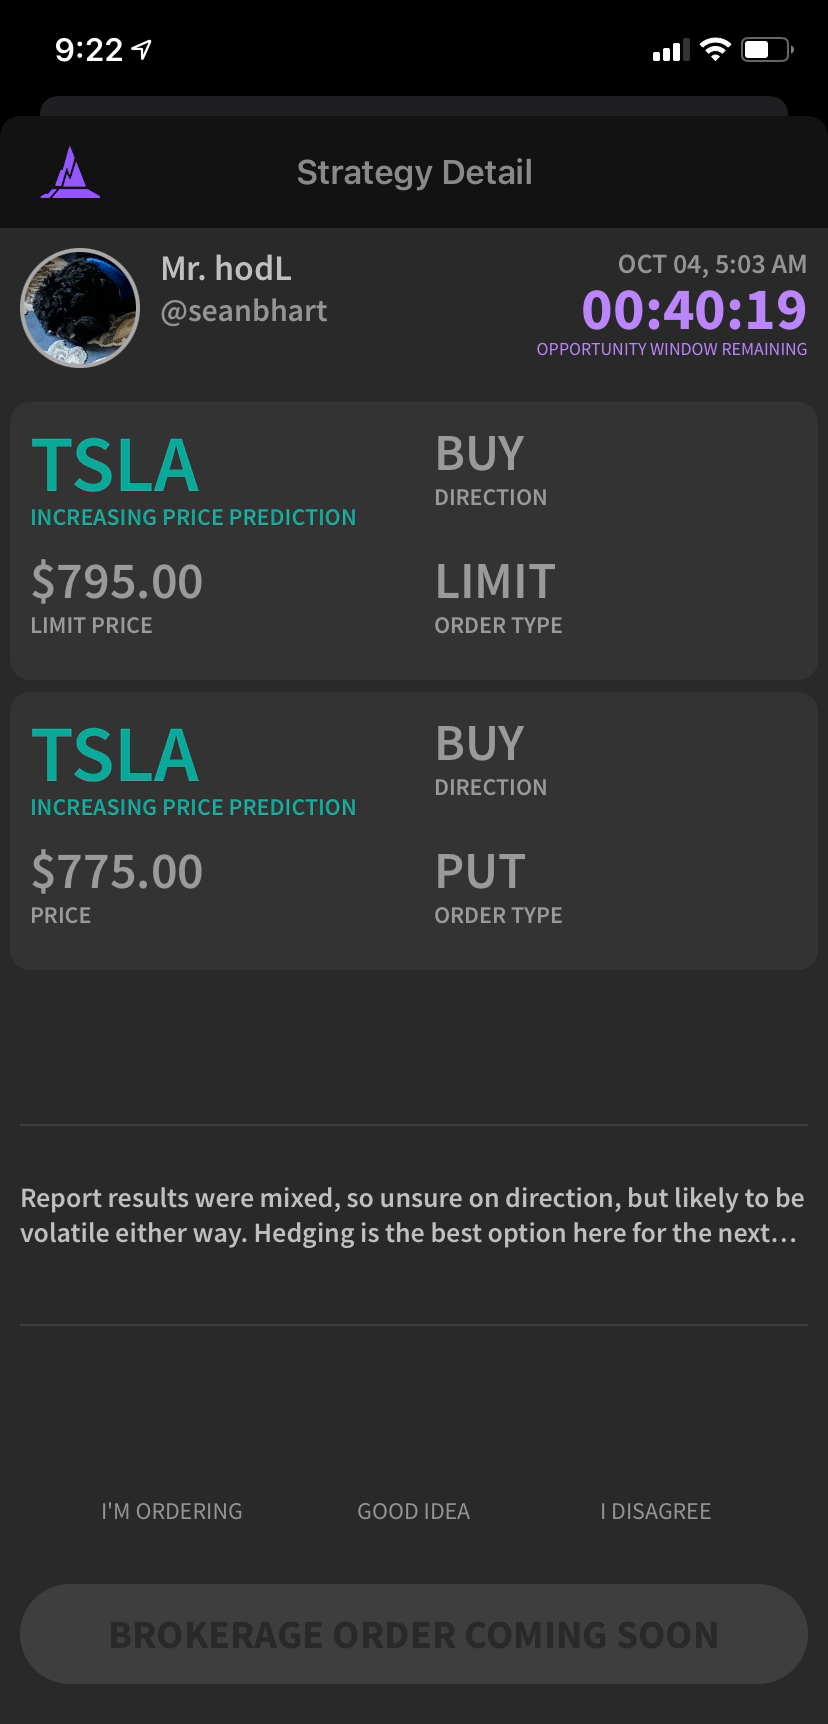 9:22
Strategy Detail
Mr. hodL
@seanbhart
OCT 04, 5:03 AM
00:40:19
OPPORTUNITY WINDOW REMAINING
TSLA
INCREASING PRICE PREDICTION
BUY
DIRECTION
$795.00
LIMIT PRICE
LIMIT
ORDER TYPE
TSLA
INCREASING PRICE PREDICTION
BUY
DIRECTION
$775.00
PRICE
PUT
ORDER TYPE
Report results were mixed, so unsure on direction, but likely to be
volatile either way. Hedging is the best option here for the next...
I'M ORDERING
GOOD IDEA
I DISAGREE
BROKERAGE ORDER COMING SOON